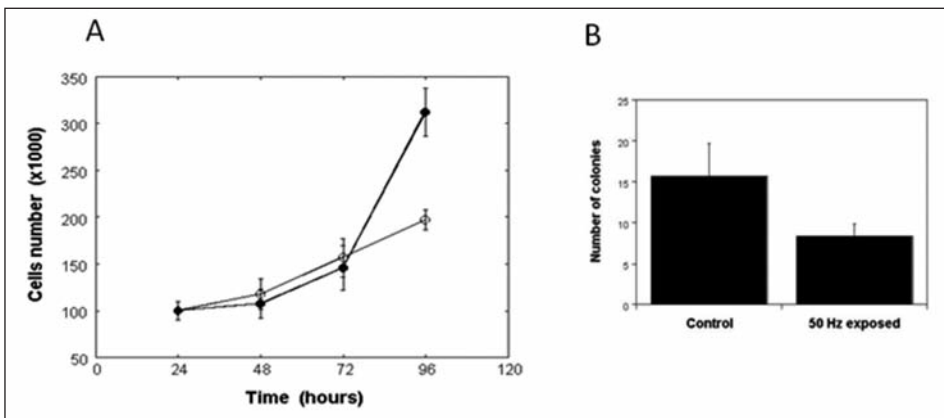 A
Cells number (x1000)
350
300
250
200
150
100
50
0
24
48
72
96
120
Time (hours)
B
Number of colonies
25
20
15
10
5
0
Control
50 Hz exposed